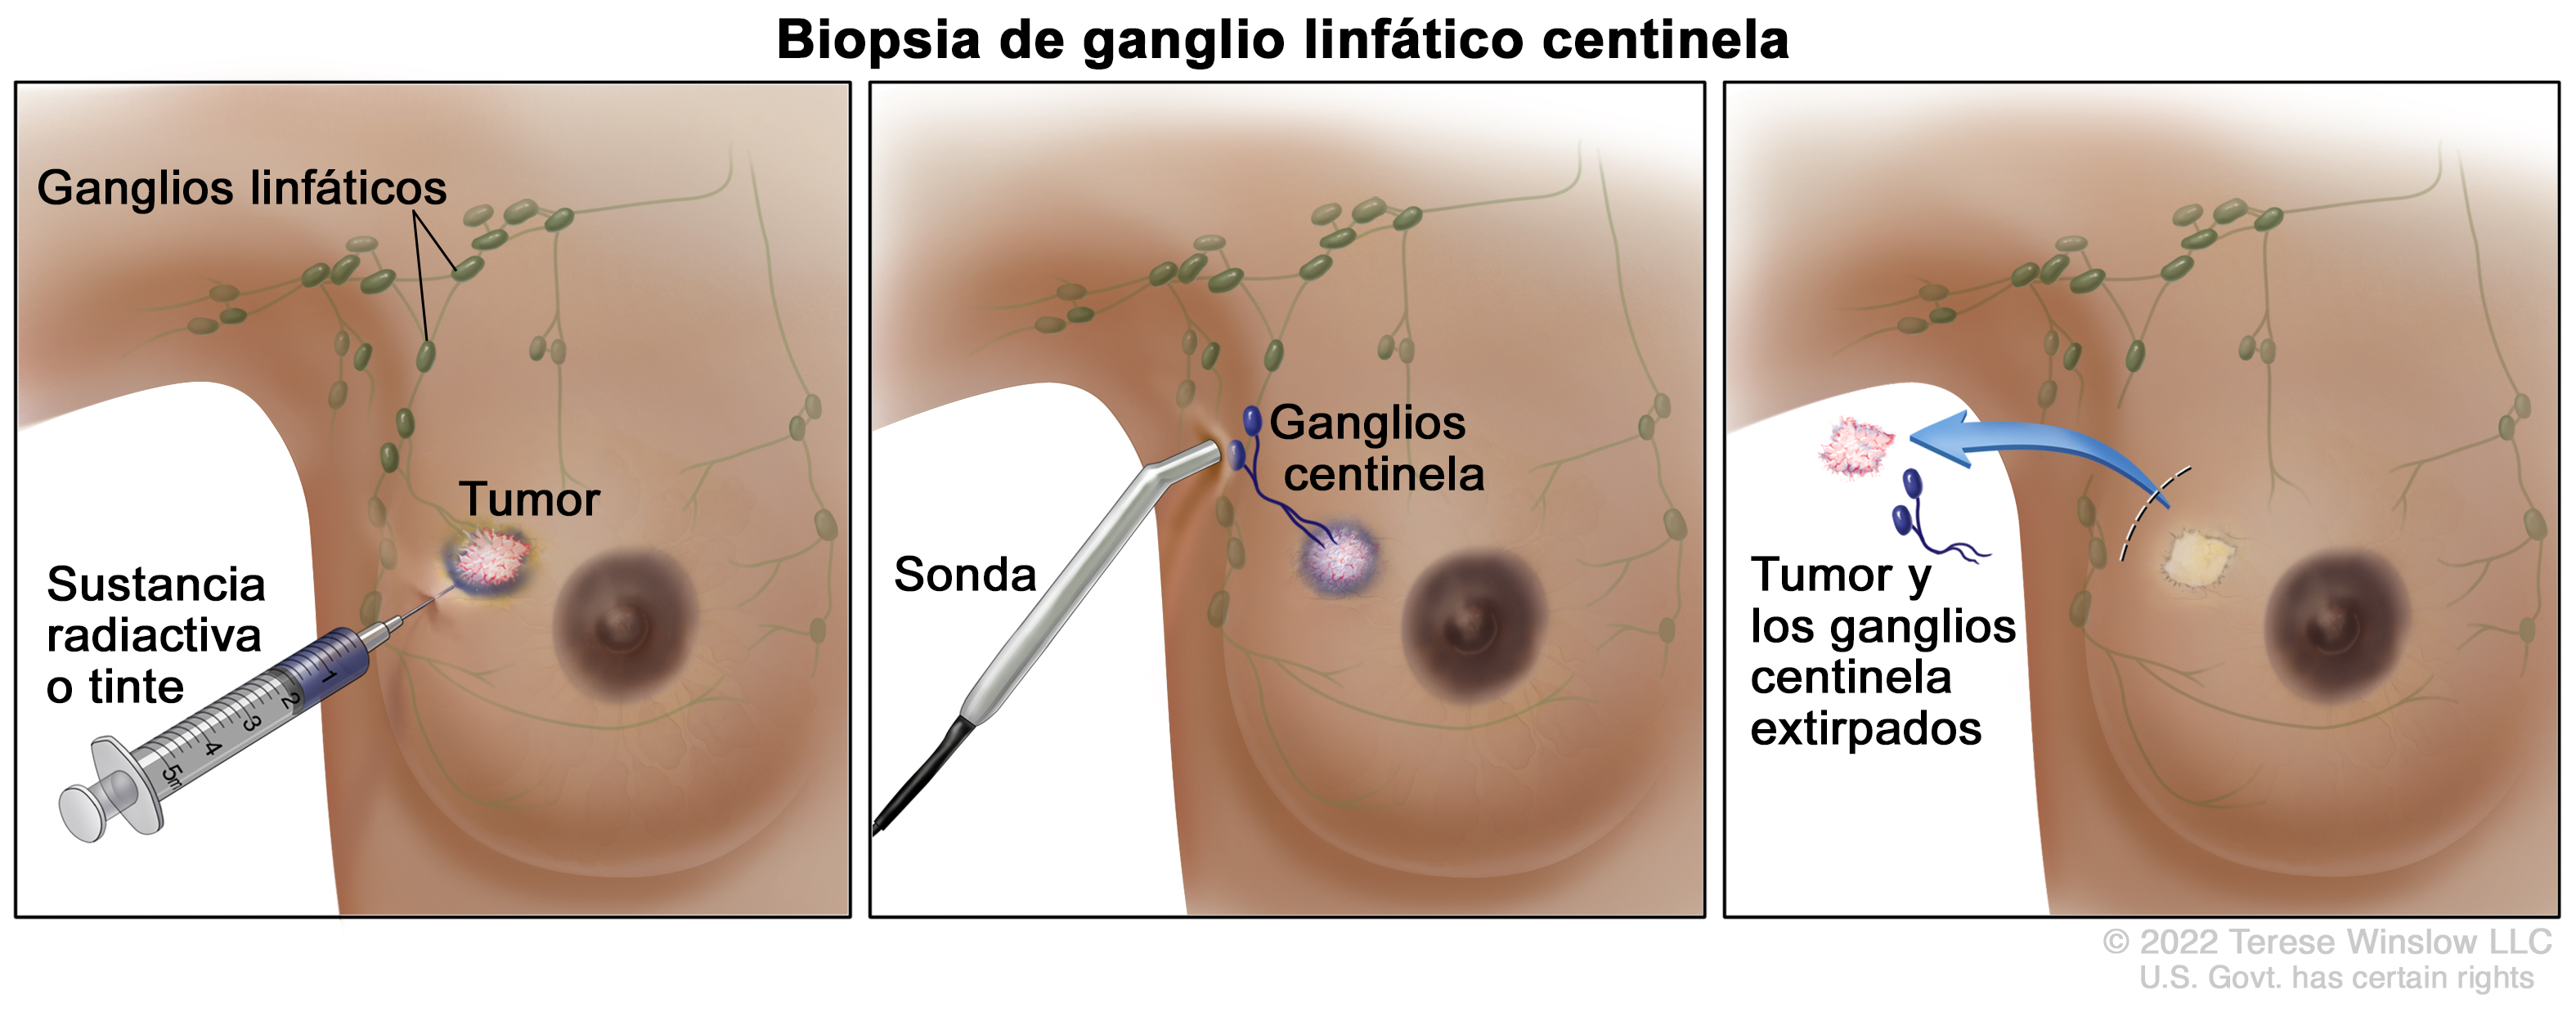 Biopsia de ganglio linfático centinela
Ganglios linfáticos
Tumor
Sustancia
radiactiva
o tinte
1
2
3
4
5m
Ganglios
centinela
Sonda
Tumor y
los ganglios
centinela
extirpados
© 2022 Terese Winslow LLC
U.S. Govt. has certain rights